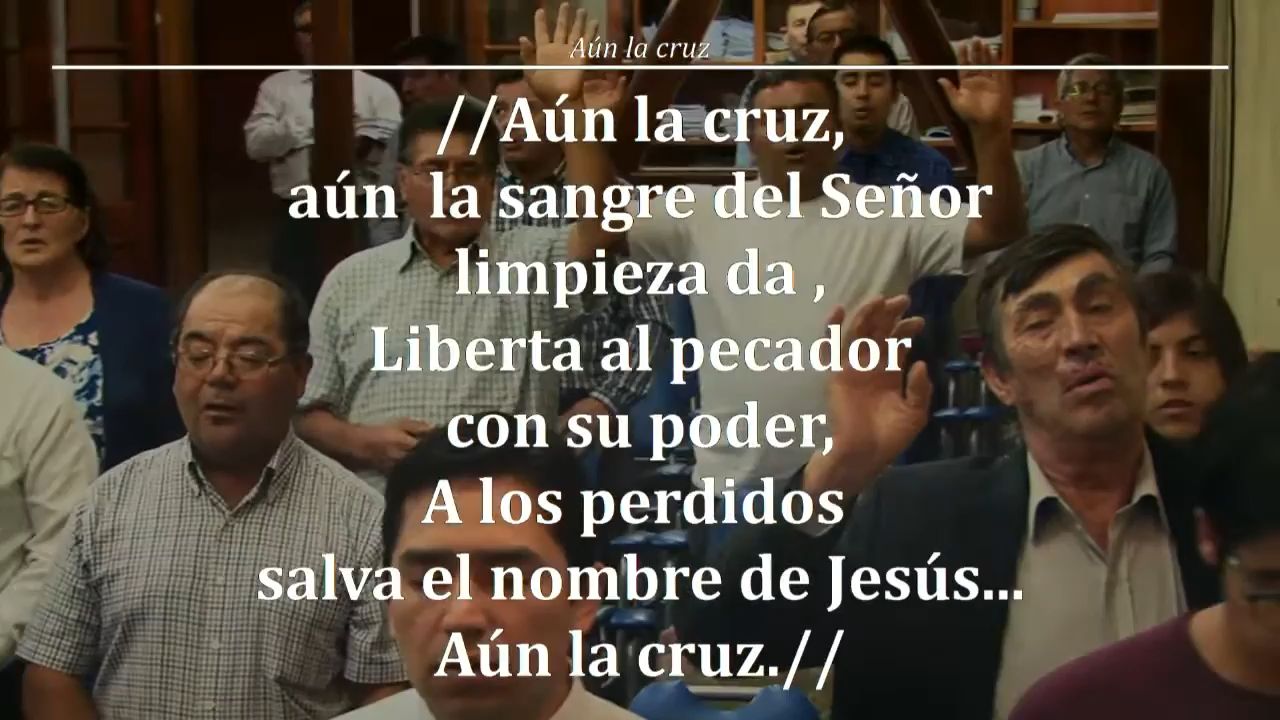 Aún la cruz
//Aún la cruz,
aún  la sangre del Señor
limpieza da ,
Liberta al pecador
con su poder,
A los perdidos
salva el nombre de Jesús...
Aún la cruz.//